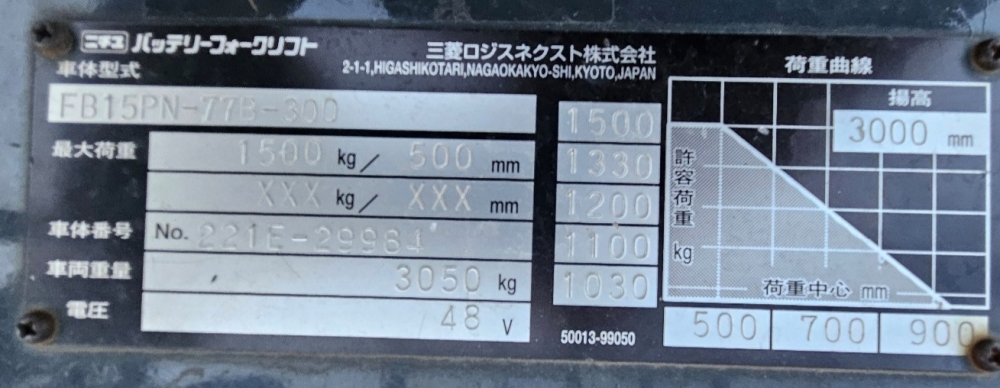 ニチユ バッテリーフォークリフト
三菱ロジスネクスト株式会社
2-1-1,HIGASHIKOTARI,NAGAOKAKYO-SHI,KYOTO,JAPAN
車体型式
FB15PN-77B-300
最大荷重 1500 kg/ 500 mm
XXX kg/ XXX mm
車体番号 No. 221E-29964
車両重量 3050 kg
電圧 48 V
1500
1330
1200
1100
1030
50013-99050
荷重曲線
揚高
3000 mm
許容荷重 kg
荷重中心 mm
500 700 900